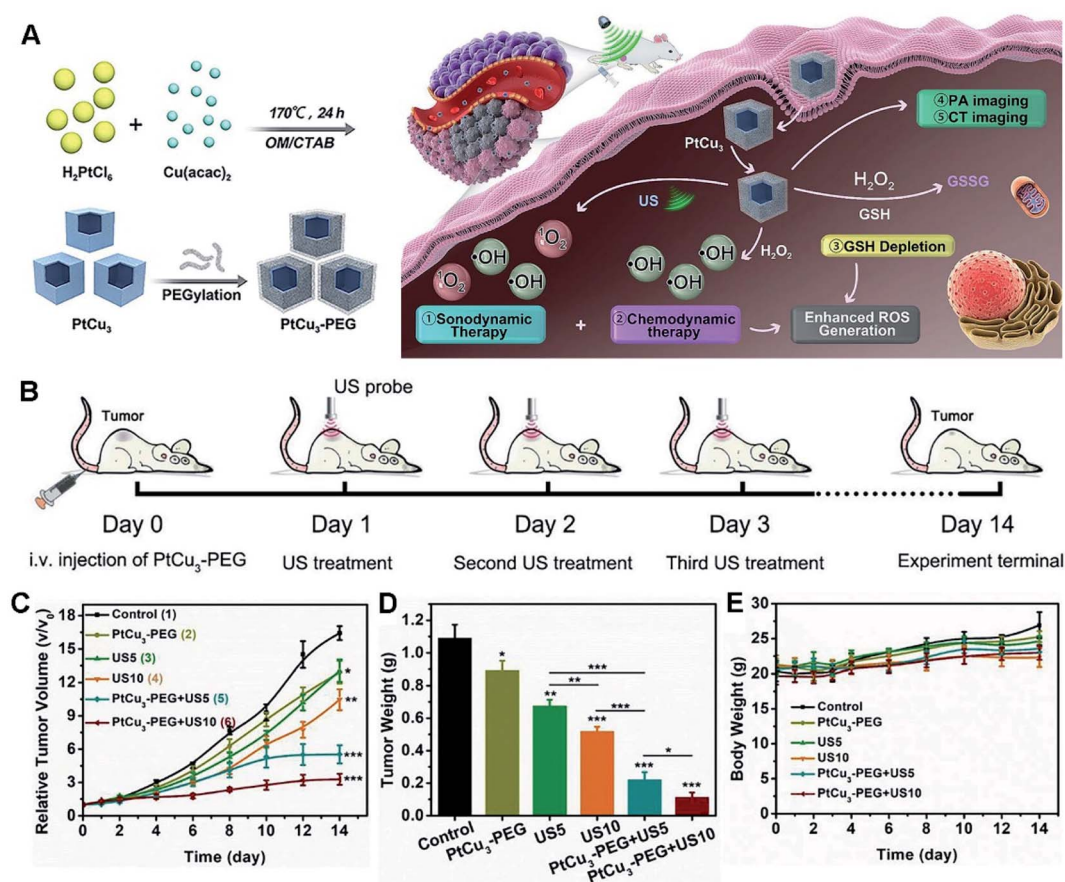 A
H₂PtCl₆
+
Cu(acac)₂
170℃, 24 h
OM/CTAB
PtCu₃
PEGylation
PtCu₃-PEG
PtCu₃
④PA imaging
⑤CT imaging
US
H₂O₂
GSH
GSSG
¹O₂
•OH
¹O₂
•OH
•OH
•OH
•OH
H₂O₂
③GSH Depletion
①Sonodynamic
Therapy
+
②Chemodynamic
therapy
Enhanced ROS
Generation
B
Tumor
US probe
Tumor
Day 0
Day 1
Day 2
Day 3
Day 14
i.v. injection of PtCu₃-PEG
US treatment
Second US treatment
Third US treatment
Experiment terminal
C
Relative Tumor Volume (v/v₀)
18
15
12
9
6
3
0
Control (1)
PtCu₃-PEG (2)
US5 (3)
US10 (4)
PtCu₃-PEG+US5 (5)
PtCu₃-PEG+US10 (6)
*
**
***
***
0 2 4 6 8 10 12 14
Time (day)
D
Tumor Weight (g)
1.2
1.0
0.8
0.6
0.4
0.2
0.0
***
**
***
*
*
**
***
***
***
Control
PtCu₃-PEG
US5
US10
PtCu₃-PEG+US5
PtCu₃-PEG+US10
E
Body Weight (g)
30
25
20
15
10
5
0
Control
PtCu₃-PEG
US5
US10
PtCu₃-PEG+US5
PtCu₃-PEG+US10
0 2 4 6 8 10 12 14
Time (day)